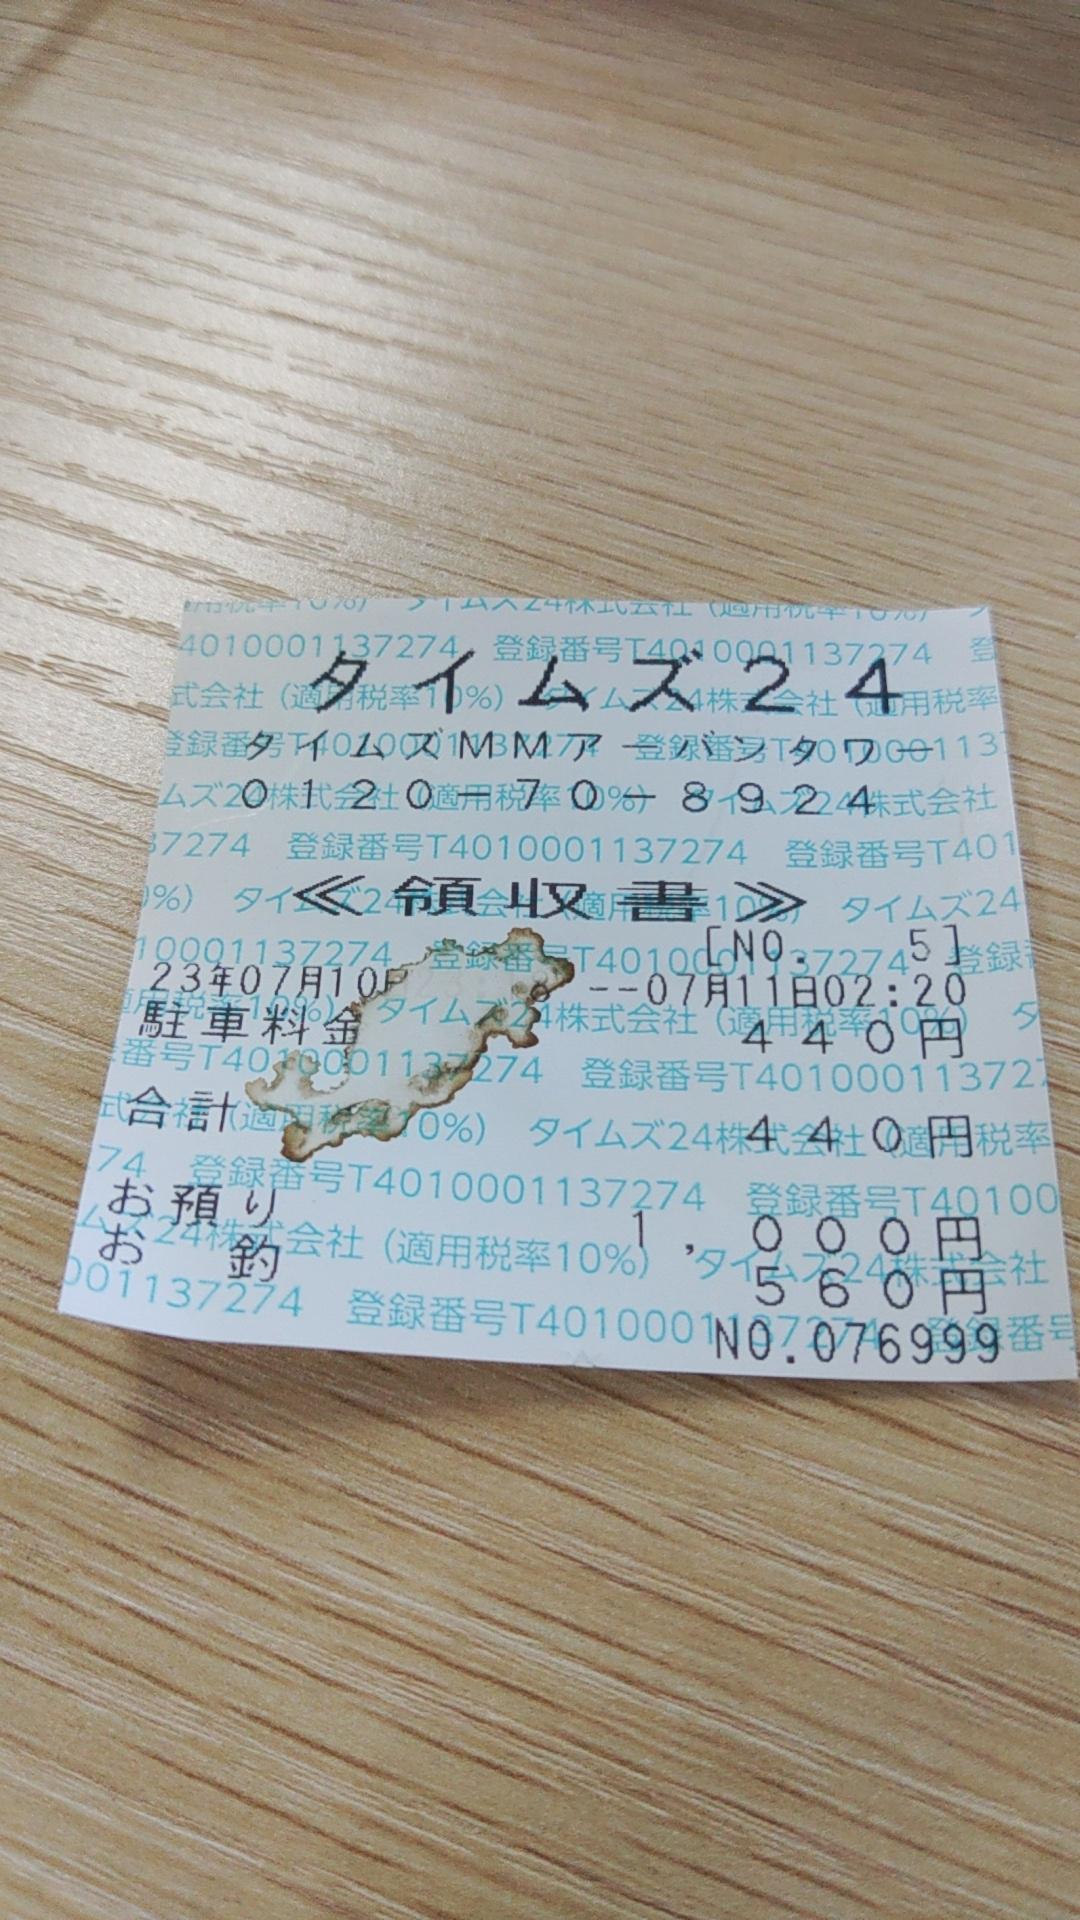 タイムズ24
タイムズMMアーバンタワー
0120-70-8924
≪領収書≫
[NO. 5]
23年07月10日 --07月11日02:20
駐車料金 440円
合計 440円
お預り 1,000円
お釣 560円
NO.076999
タイムズ24株式会社 (適用税率10%)
登録番号T4010001137274